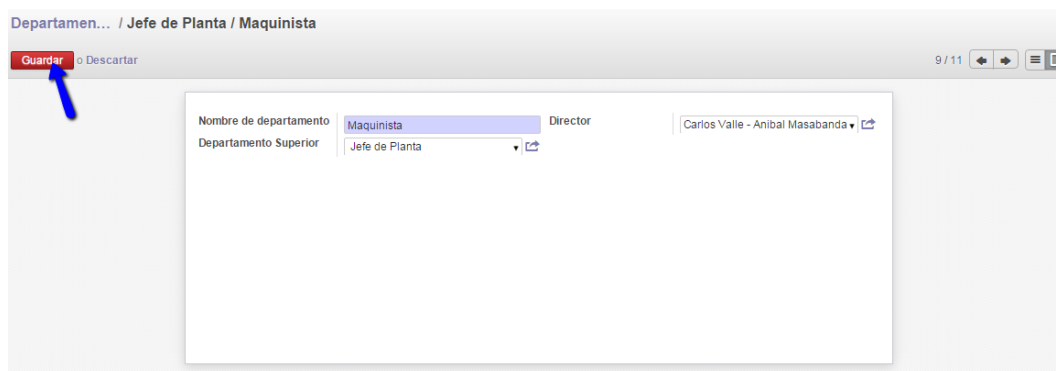 Departamen... / Jefe de Planta / Maquinista
Guardar o Descartar 9 / 11
Nombre de departamento Maquinista Director Carlos Valle - Anibal Masabanda
Departamento Superior Jefe de Planta